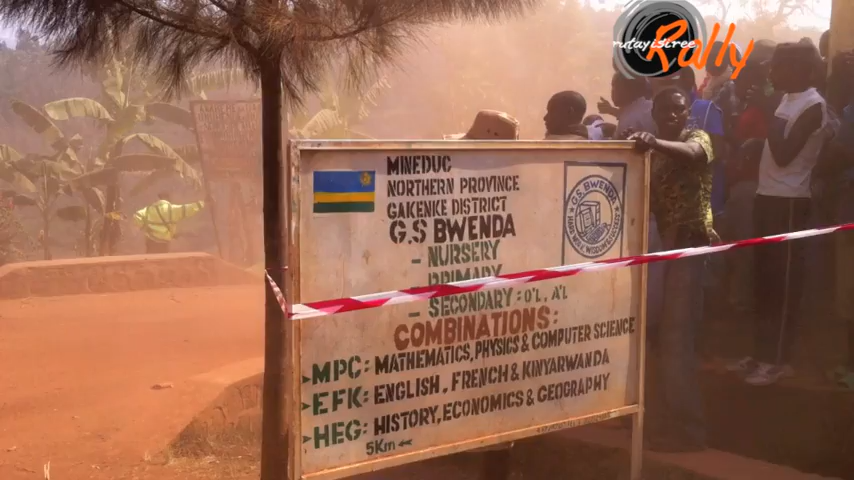 rutayisiree
Rally
MINEDUC
NORTHERN PROVINCE
GAKENKE DISTRICT
G.S BWENDA
- NURSERY
PRIMARY
- SECONDARY : O'L, A'L
COMBINATIONS:
MPC: MATHEMATICS, PHYSICS & COMPUTER SCIENCE
EFK: ENGLISH, FRENCH & KINYARWANDA
HEG: HISTORY, ECONOMICS & GEOGRAPHY
5Km
G.S. BWENDA